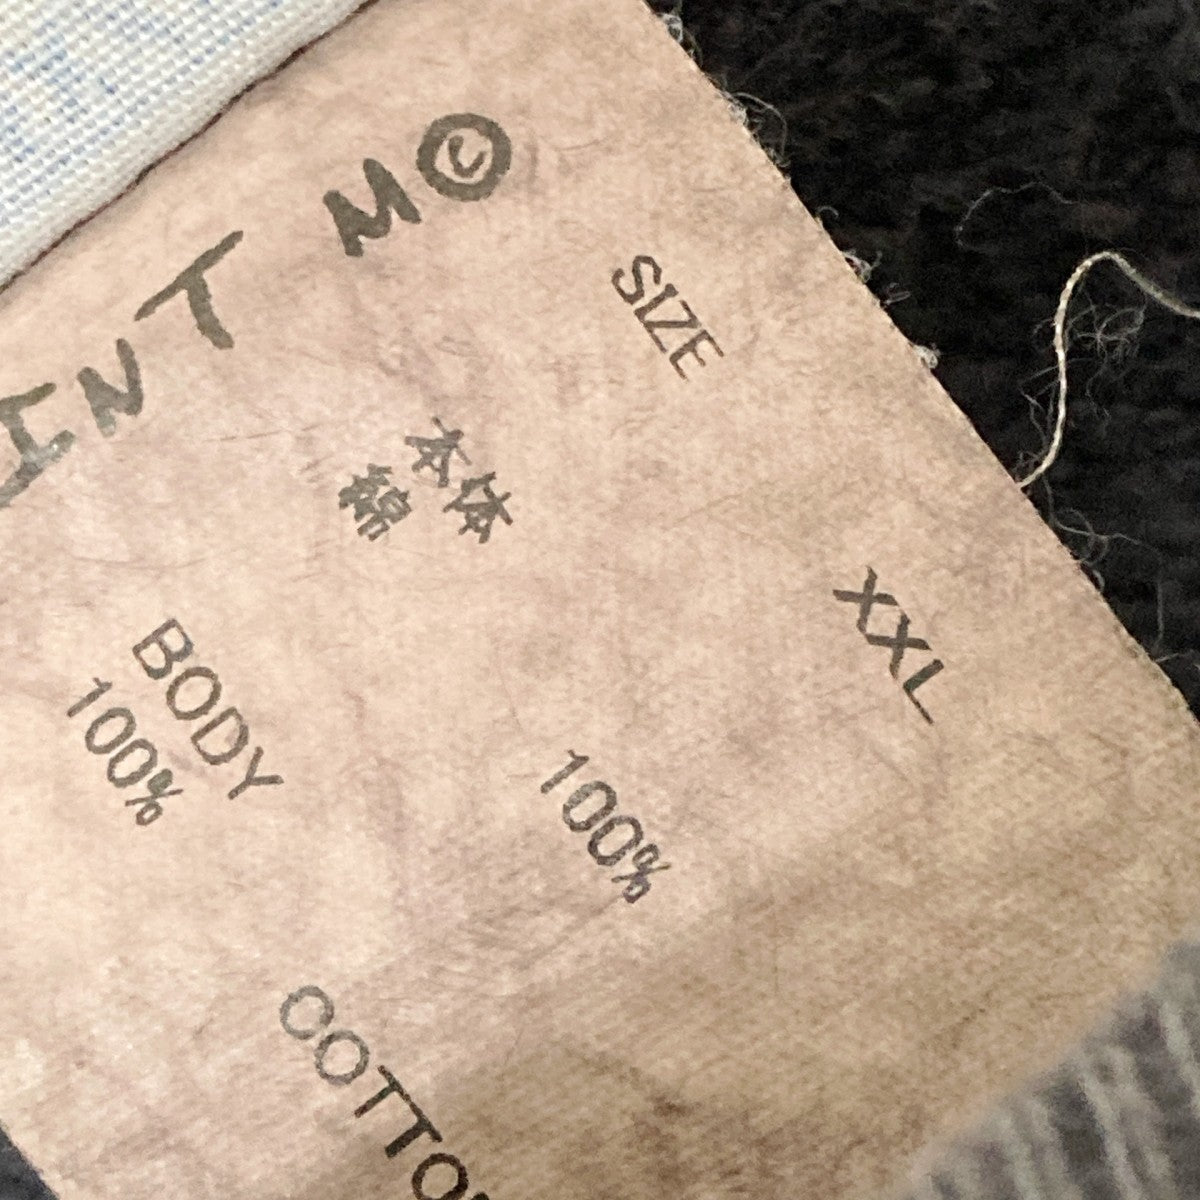 INT M©
SIZE XXL
本体
綿 100%
BODY
100% COTTO